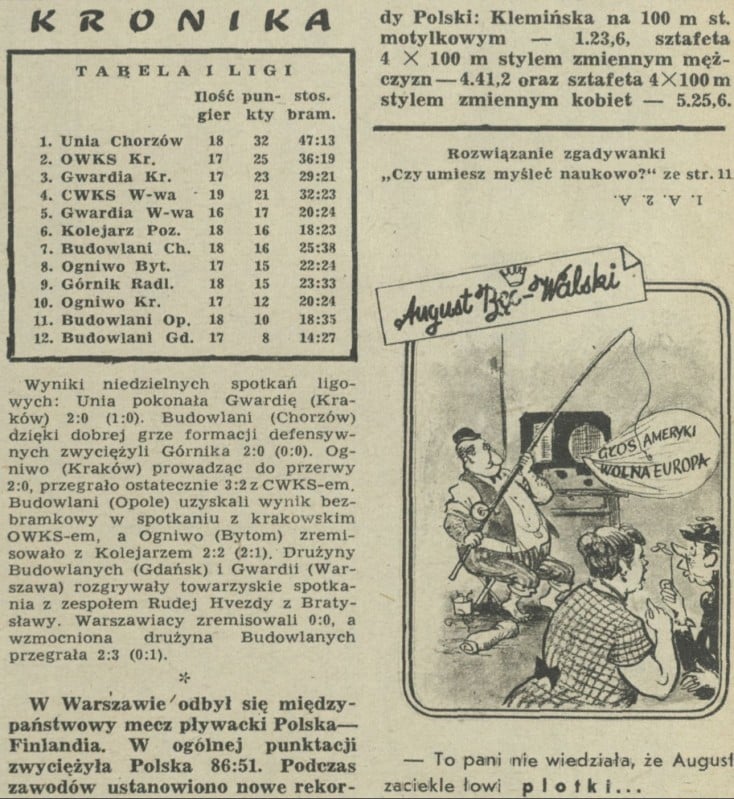 KRONIKA
TABELA I LIGI
Ilość pun- stos.
gier kty bram.
1. Unia Chorzów 18 32 47:13
2. OWKS Kr. 17 25 36:19
3. Gwardia Kr. 17 23 29:21
4. CWKS W-wa 19 21 32:23
5. Gwardia W-wa 16 17 20:24
6. Kolejarz Poz. 18 16 18:23
7. Budowlani Ch. 18 16 25:38
8. Ogniwo Byt. 17 15 22:24
9. Górnik Radl. 18 15 23:33
10. Ogniwo Kr. 17 12 20:24
11. Budowlani Op. 18 10 18:35
12. Budowlani Gd. 17 8 14:27
Wyniki niedzielnych spotkań ligo-
wych: Unia pokonała Gwardię (Kra-
ków) 2:0 (1:0). Budowlani (Chorzów)
dzięki dobrej grze formacji defensyw-
nych zwyciężyli Górnika 2:0 (0:0). Og-
niwo (Kraków) prowadząc do przerwy
2:0, przegrało ostatecznie 3:2 z CWKS-em.
Budowlani (Opole) uzyskali wynik bez-
bramkowy w spotkaniu z krakowskim
OWKS-em, a Ogniwo (Bytom) zremi-
sowało z Kolejarzem 2:2 (2:1). Drużyny
Budowlanych (Gdańsk) i Gwardii (War-
szawa) rozgrywały towarzyskie spotka-
nia z zespołem Rudej Hvezdy z Braty-
sławy. Warszawiacy zremisowali 0:0, a
wzmocniona drużyna Budowlanych
przegrała 2:3 (0:1).
*
W Warszawie odbył się między-
państwowy mecz pływacki Polska—
Finlandia. W ogólnej punktacji
zwyciężyła Polska 86:51. Podczas
zawodów ustanowiono nowe rekor-
dy Polski: Klemińska na 100 m st.
motylkowym — 1.23,6, sztafeta
4 × 100 m stylem zmiennym męż-
czyzn — 4.41,2 oraz sztafeta 4×100 m
stylem zmiennym kobiet — 5.25,6.
Rozwiązanie zgadywanki
„Czy umiesz myśleć naukowo?“ ze str. 11
1. A. 2. A.
August Bęc-Walski
GŁOS AMERYKI
WOLNA EUROPA
— To pani nie wiedziała, że August
zaciekle łowi plotki...